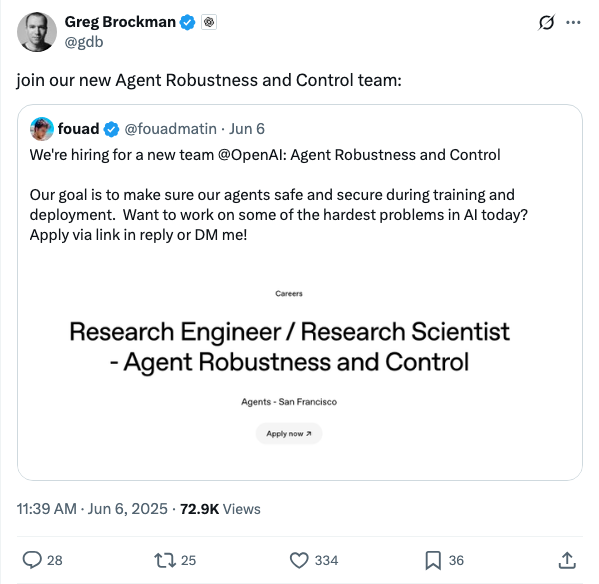 Greg Brockman
@gdb
join our new Agent Robustness and Control team:
fouad @fouadmatin · Jun 6
We're hiring for a new team @OpenAI: Agent Robustness and Control
Our goal is to make sure our agents safe and secure during training and
deployment.  Want to work on some of the hardest problems in AI today?
Apply via link in reply or DM me!
Careers
Research Engineer / Research Scientist
- Agent Robustness and Control
Agents - San Francisco
Apply now ↗
11:39 AM · Jun 6, 2025 · 72.9K Views
28 25 334 36